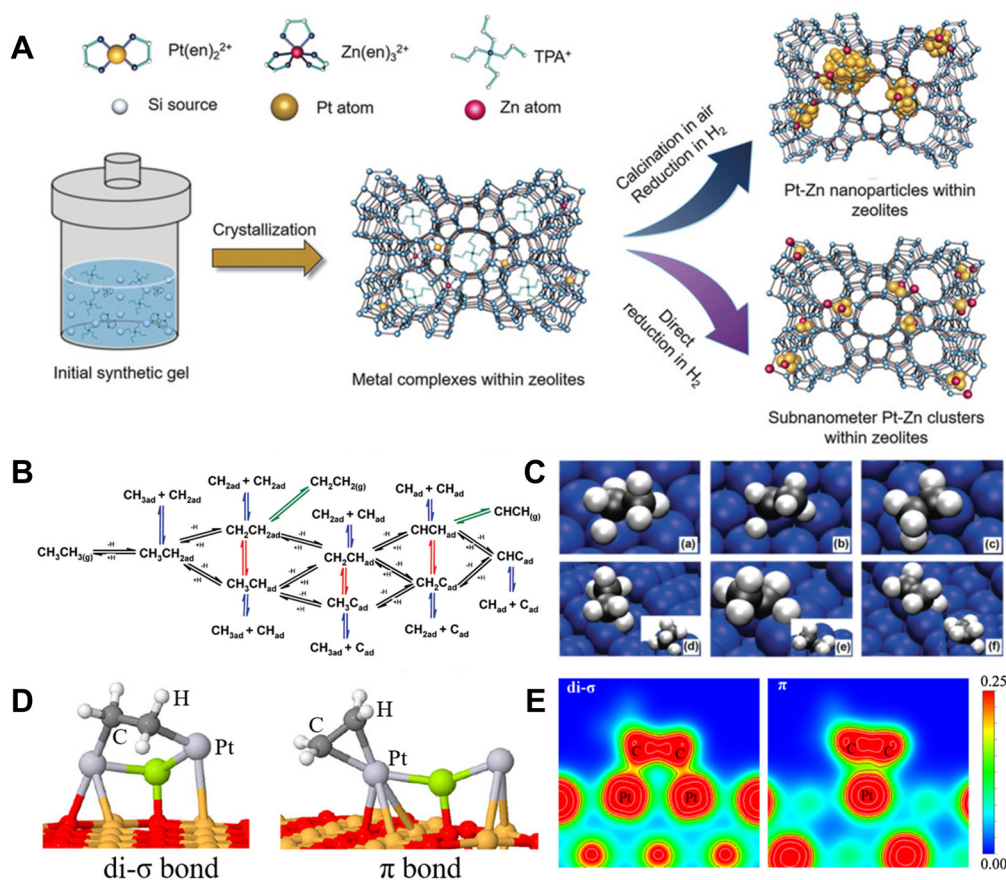 A
Pt(en)₂²⁺
Zn(en)₃²⁺
TPA⁺
Si source
Pt atom
Zn atom
Crystallization
Initial synthetic gel
Metal complexes within zeolites
Calcination in air
Reduction in H₂
Direct
reduction in H₂
Pt-Zn nanoparticles within
zeolites
Subnanometer Pt-Zn clusters
within zeolites
B
CH₃ad + CH₂ad
CH₂ad + CH₂ad
CH₂CH₂(g)
CH₂ad + CHad
CHad + CHad
CHCH(g)
CH₃CH₃(g)
-H
+H
CH₃CH₂ad
-H
+H
CH₂CH₂ad
-H
+H
CH₂CHad
-H
+H
CHCHad
-H
+H
CHCad
-H
+H
CH₃CHad
-H
+H
-H
+H
CH₃Cad
-H
+H
-H
+H
CH₂Cad
-H
+H
CHad + Cad
CH₃ad + CHad
CH₃ad + Cad
CH₂ad + Cad
C
(a)
(b)
(c)
(d)
(e)
(f)
D
H
C
Pt
di-σ bond
H
C
Pt
π bond
E
di-σ
C C
Pt Pt
π
C C
Pt
0.25
0.00